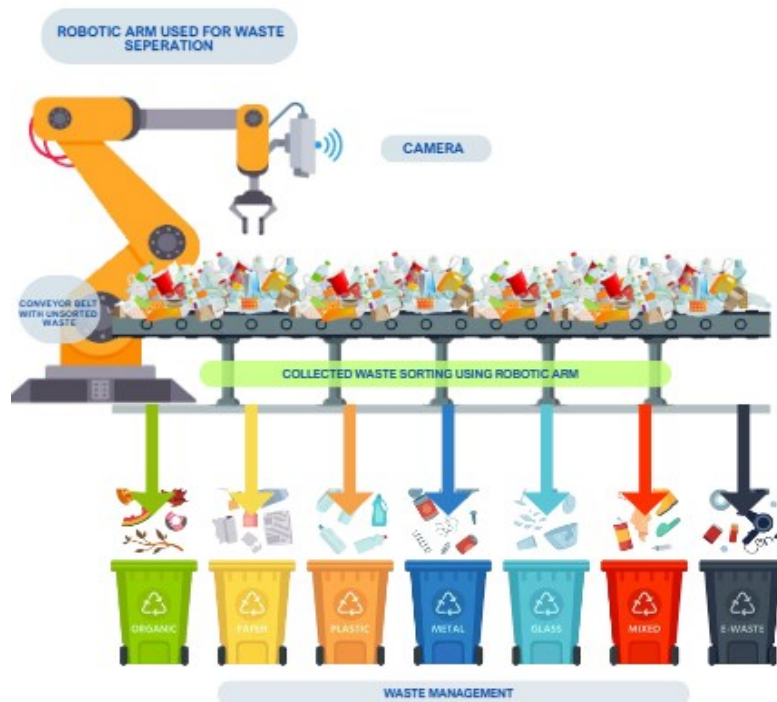 ROBOTIC ARM USED FOR WASTE
SEPERATION
CAMERA
CONVEYOR BELT
WITH UNSORTED
WASTE
COLLECTED WASTE SORTING USING ROBOTIC ARM
ORGANIC
PAPER
PLASTIC
METAL
GLASS
MIXED
E-WASTE
WASTE MANAGEMENT